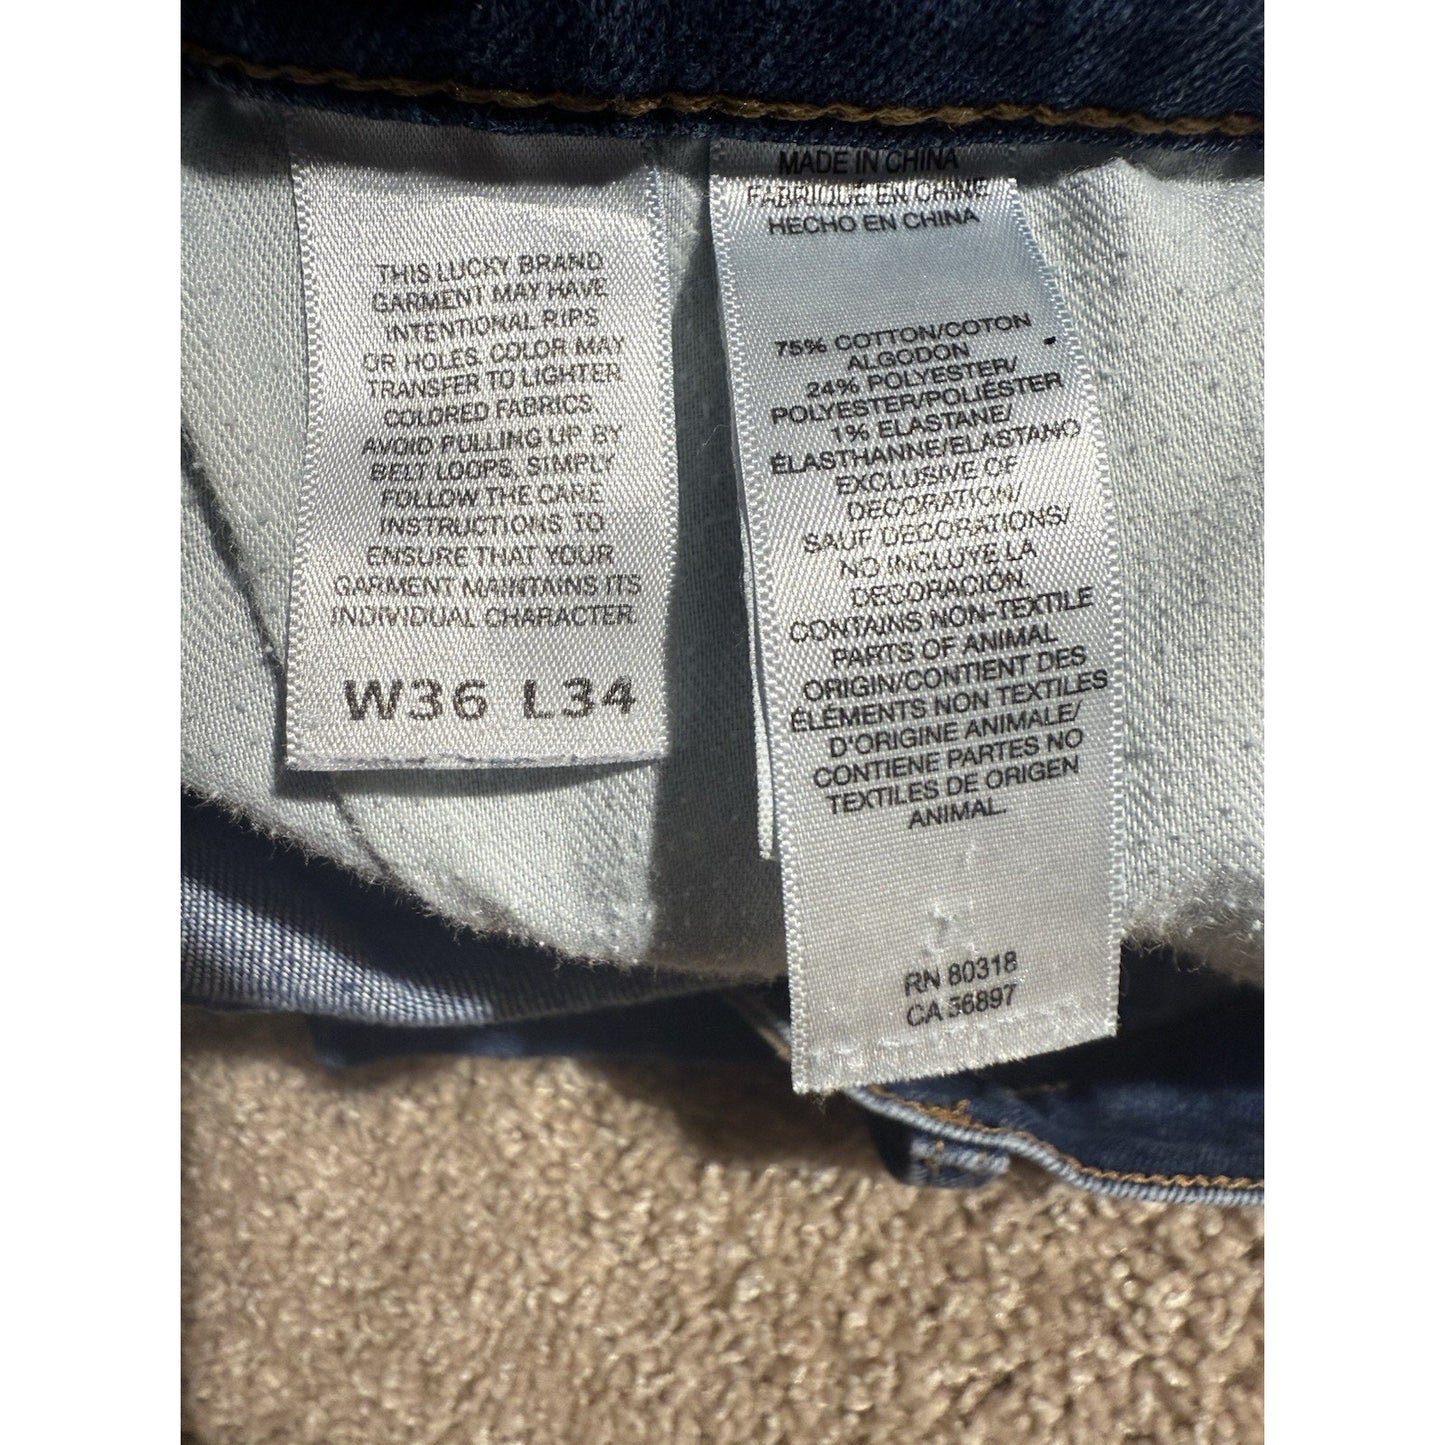 THIS LUCKY BRAND
GARMENT MAY HAVE
INTENTIONAL RIPS
OR HOLES. COLOR MAY
TRANSFER TO LIGHTER
COLORED FABRICS.
AVOID PULLING UP BY
BELT LOOPS. SIMPLY
FOLLOW THE CARE
INSTRUCTIONS TO
ENSURE THAT YOUR
GARMENT MAINTAINS ITS
INDIVIDUAL CHARACTER.
W36 L34
MADE IN CHINA
FABRIQUÉ EN CHINE
HECHO EN CHINA
75% COTTON/COTON
ALGODON
24% POLYESTER/
POLYESTER/POLIÉSTER
1% ELASTANE/
ÉLASTHANNE/ELASTANO
EXCLUSIVE OF
DECORATION/
SAUF DECORATIONS/
NO INCLUYE LA
DECORACIÓN.
CONTAINS NON-TEXTILE
PARTS OF ANIMAL
ORIGIN/CONTIENT DES
ÉLÉMENTS NON TEXTILES
D'ORIGINE ANIMALE/
CONTIENE PARTES NO
TEXTILES DE ORIGEN
ANIMAL.
RN 80318
CA 56897